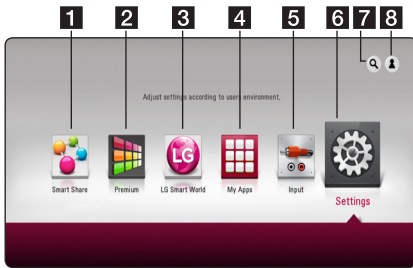 1 2 3 4 5 6 7 8
Adjust settings according to users environment,
LG
Smart Share Premium LG Smart World My Apps Input Settings